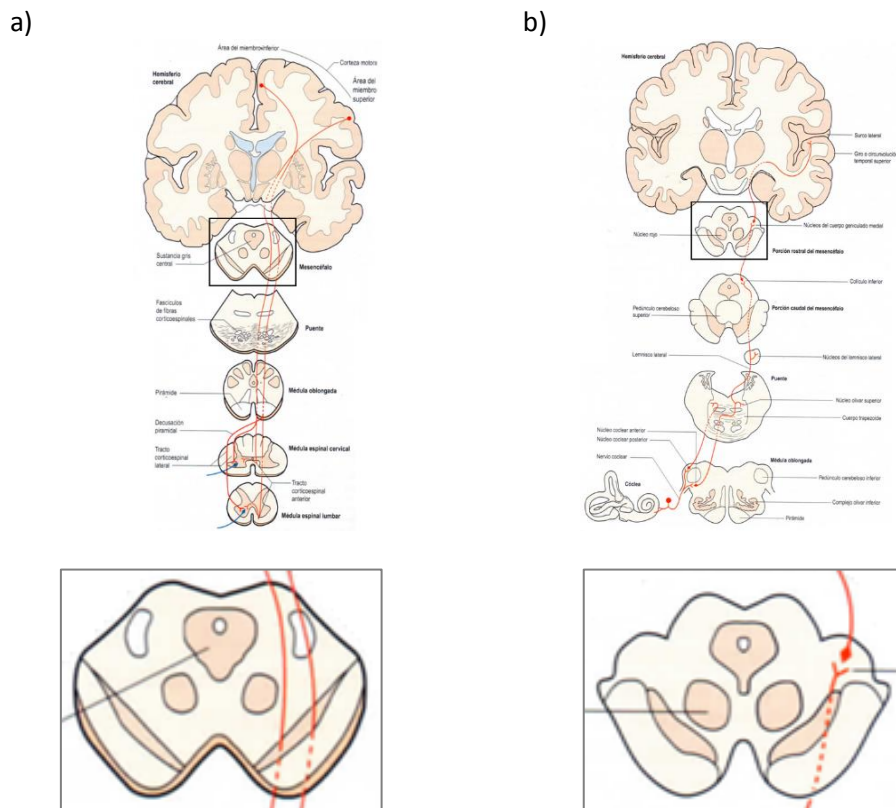 a)
Área del miembroinferior
Corteza motora
Hemisferio
cerebral
Área del
miembro
superior
Sustancia gris
central
Mesencéfalo
Fascículos
de fibras
corticoespinales
Puente
Pirámide
Médula oblongada
Decusación
piramidal
Médula espinal cervical
Tracto
corticoespinal
lateral
Tracto
corticoespinal
anterior
Médula espinal lumbar
b)
Hemisferio cerebral
Surco lateral
Giro o circunvolución
temporal superior
Núcleos del cuerpo geniculado medial
Núcleo rojo
Porción rostral del mesencéfalo
Colículo inferior
Pedúnculo cerebeloso
superior
Porción caudal del mesencéfalo
Lemnisco lateral
Núcleos del lemnisco lateral
Puente
Núcleo olivar superior
Cuerpo trapezoide
Núcleo coclear anterior
Núcleo coclear posterior
Nervio coclear
Médula oblongada
Cóclea
Pedúnculo cerebeloso inferior
Complejo olivar inferior
Pirámide